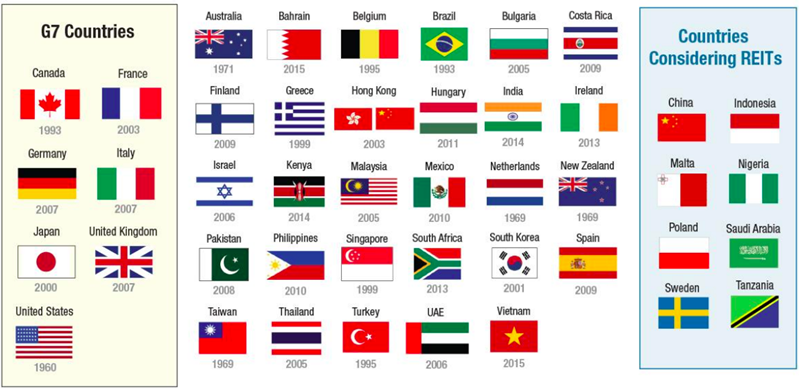 G7 Countries
Canada France
1993 2003
Germany Italy
2007 2007
Japan United Kingdom
2000 2007
United States
1960
Australia Bahrain Belgium Brazil Bulgaria Costa Rica
1971 2015 1995 1993 2005 2009
Finland Greece Hong Kong Hungary India Ireland
2009 1999 2003 2011 2014 2013
Israel Kenya Malaysia Mexico Netherlands New Zealand
2006 2014 2005 2010 1969 1969
Pakistan Philippines Singapore South Africa South Korea Spain
2008 2010 1999 2013 2001 2009
Taiwan Thailand Turkey UAE Vietnam
1969 2005 1995 2006 2015
Countries
Considering REITs
China Indonesia
Malta Nigeria
Poland Saudi Arabia
Sweden Tanzania